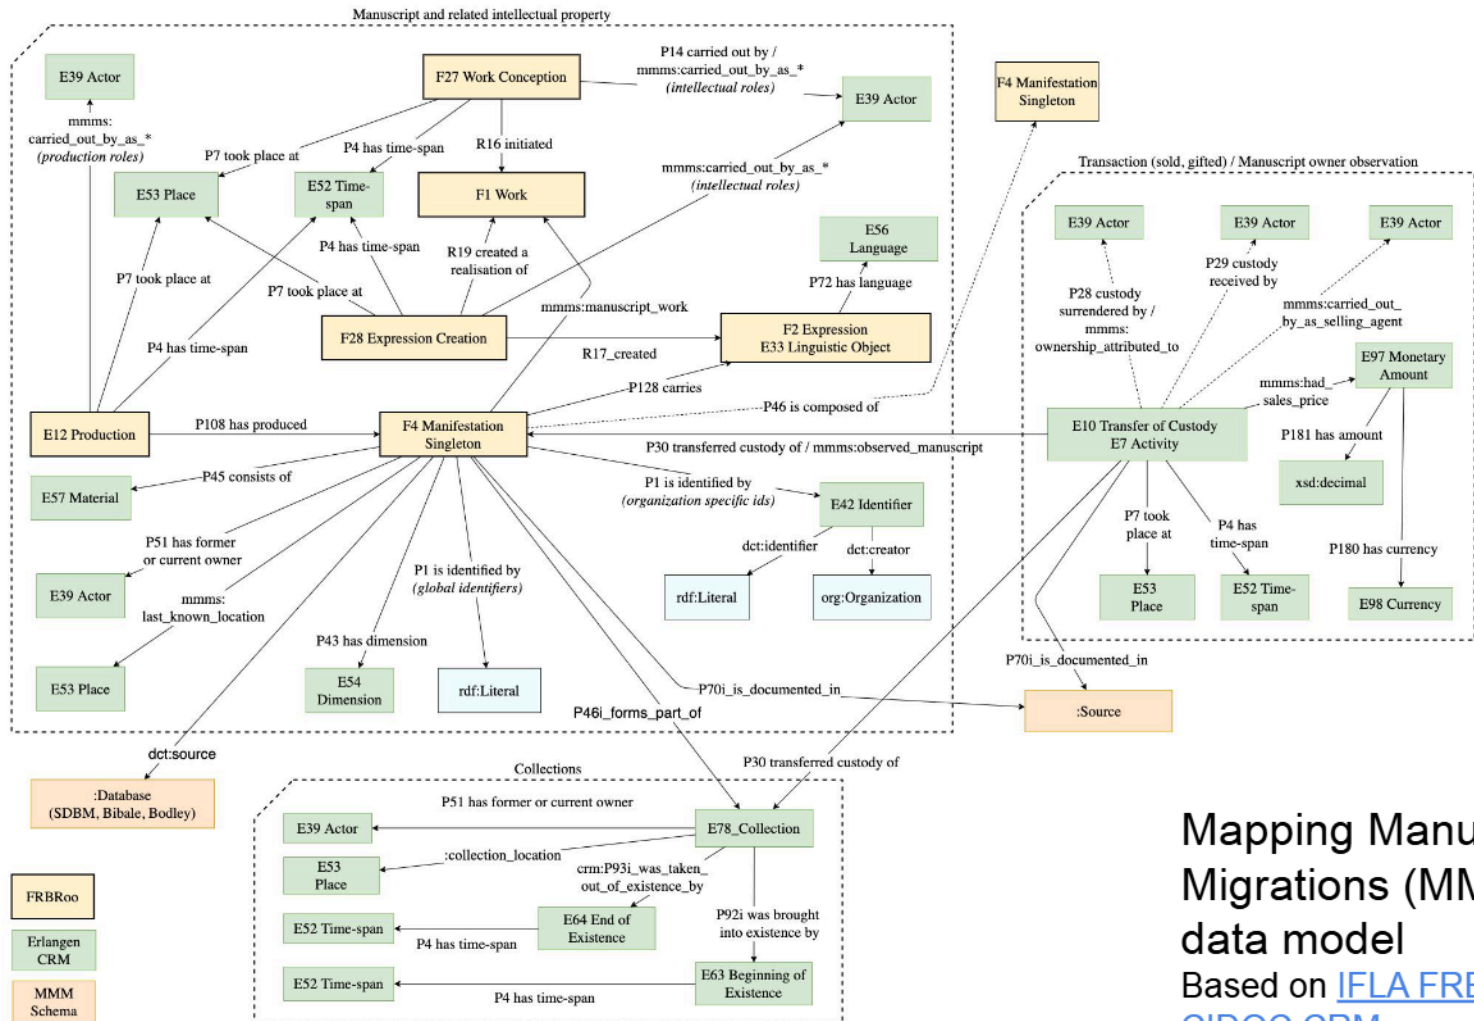 Manuscript and related intellectual property
E39 Actor
F27 Work Conception
P14 carried out by /
mmms:carried_out_by_as_*
(intellectual roles)
E39 Actor
F4 Manifestation
Singleton
mmms:
carried_out_by_as_*
(production roles)
P7 took place at
P4 has time-span
R16 initiated
mmms:carried_out_by_as_*
(intellectual roles)
Transaction (sold, gifted) / Manuscript owner observation
E53 Place
E52 Time-
span
F1 Work
E39 Actor
E39 Actor
E39 Actor
E56
Language
P4 has time-span
R19 created a
realisation of
P7 took place at
P7 took place at
P72 has language
mmms:manuscript_work
P28 custody
surrendered by /
mmms:
ownership_attributed_to
P29 custody
received by
mmms:carried_out_
by_as_selling_agent
F28 Expression Creation
R17_created
F2 Expression
E33 Linguistic Object
P4 has time-span
E97 Monetary
Amount
mmms:had_
sales_price
P128 carries
P46 is composed of
E12 Production
P108 has produced
F4 Manifestation
Singleton
P30 transferred custody of / mmms:observed_manuscript
E10 Transfer of Custody
E7 Activity
P181 has amount
xsd:decimal
P45 consists of
E57 Material
P1 is identified by
(organization specific ids)
E42 Identifier
P7 took
place at
P4 has
time-span
P180 has currency
P51 has former
or current owner
dct:identifier
dct:creator
P1 is identified by
(global identifiers)
E39 Actor
mmms:
last_known_location
rdf:Literal
org:Organization
E53
Place
E52 Time-
span
E98 Currency
P43 has dimension
E53 Place
E54
Dimension
rdf:Literal
P70i_is_documented_in
P70i_is_documented_in
:Source
P46i_forms_part_of
dct:source
P30 transferred custody of
:Database
(SDBM, Bibale, Bodley)
Collections
P51 has former or current owner
E39 Actor
E78_Collection
:collection_location
E53
Place
crm:P93i_was_taken_
out_of_existence_by
E52 Time-span
P4 has time-span
E64 End of
Existence
P92i was brought
into existence by
E52 Time-span
P4 has time-span
E63 Beginning of
Existence
FRBRoo
Erlangen
CRM
MMM
Schema
Mapping Manu
Migrations (MM
data model
Based on IFLA FRE
CIDOC CRM